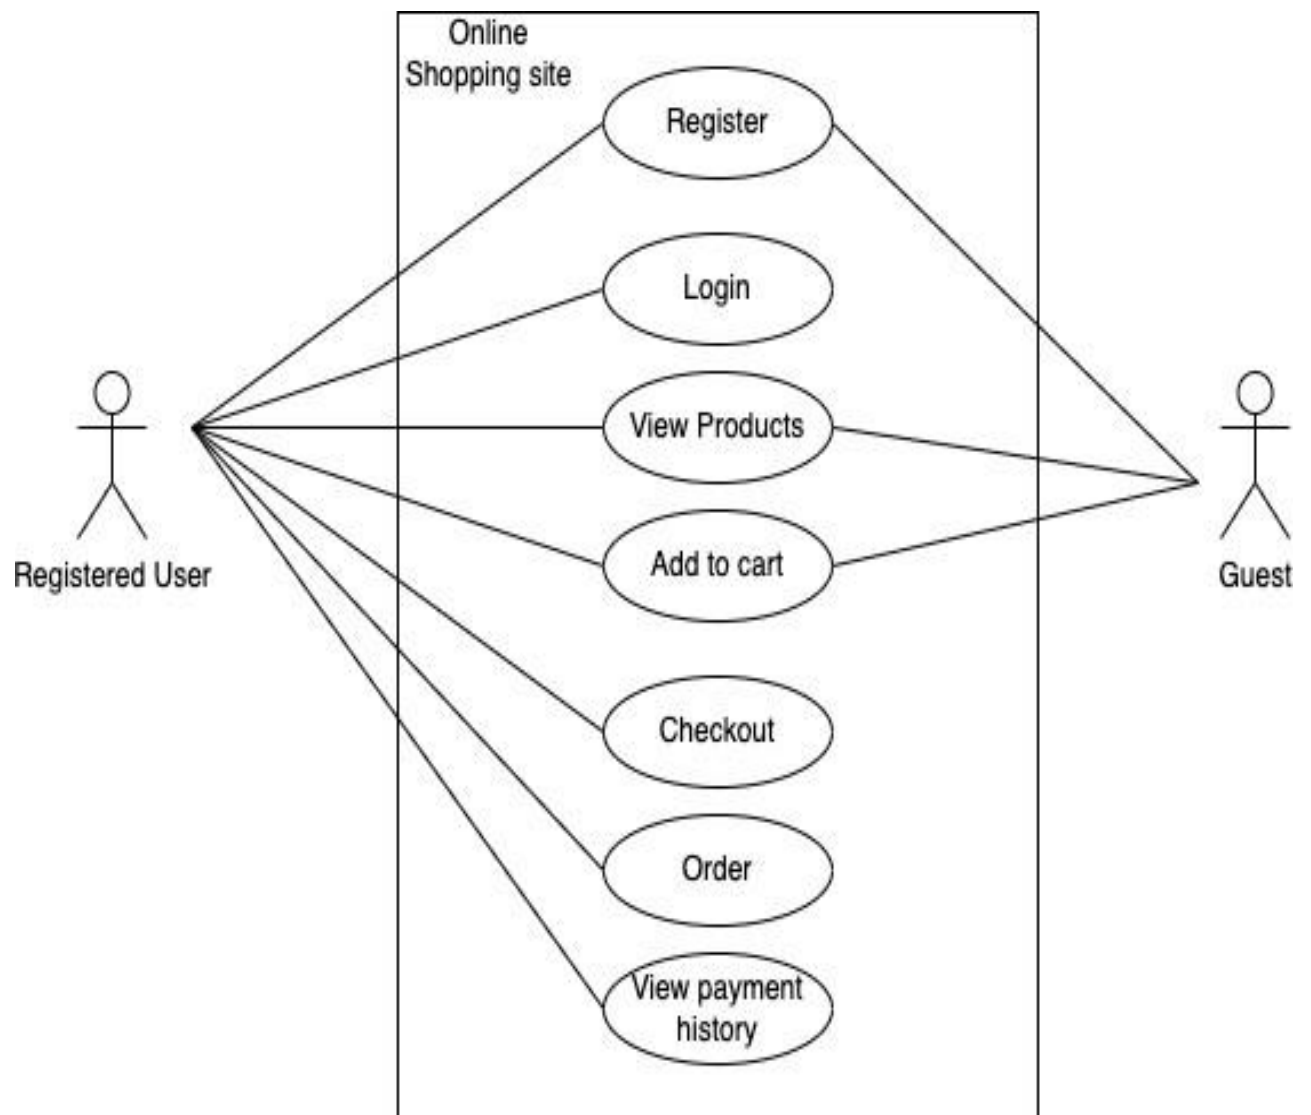 Online
Shopping site
Register
Login
View Products
Add to cart
Registered User
Guest
Checkout
Order
View payment
history